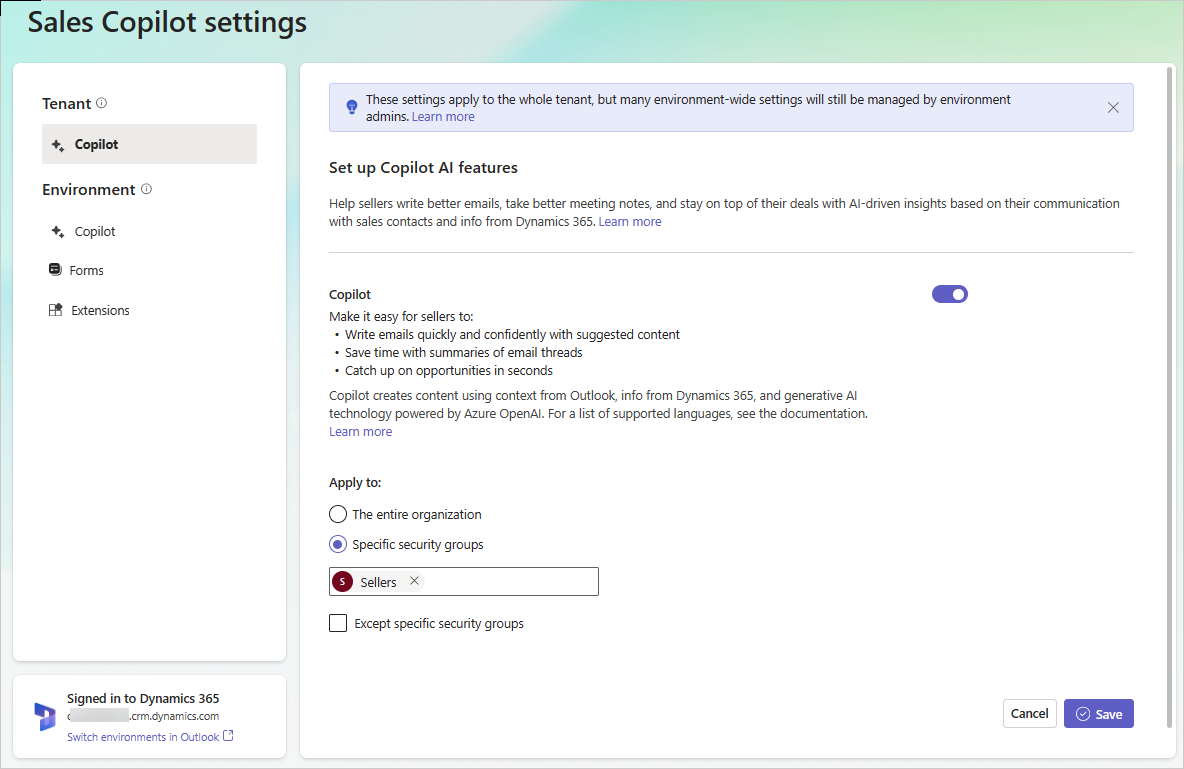 Sales Copilot settings
Tenant
Copilot
Environment
Copilot
Forms
Extensions
Signed in to Dynamics 365
.crm.dynamics.com
Switch environments in Outlook
These settings apply to the whole tenant, but many environment-wide settings will still be managed by environment
admins. Learn more
Set up Copilot AI features
Help sellers write better emails, take better meeting notes, and stay on top of their deals with AI-driven insights based on their communication
with sales contacts and info from Dynamics 365. Learn more
Copilot
Make it easy for sellers to:
• Write emails quickly and confidently with suggested content
• Save time with summaries of email threads
• Catch up on opportunities in seconds
Copilot creates content using context from Outlook, info from Dynamics 365, and generative AI
technology powered by Azure OpenAI. For a list of supported languages, see the documentation.
Learn more
Apply to:
The entire organization
Specific security groups
S Sellers
Except specific security groups
Cancel Save